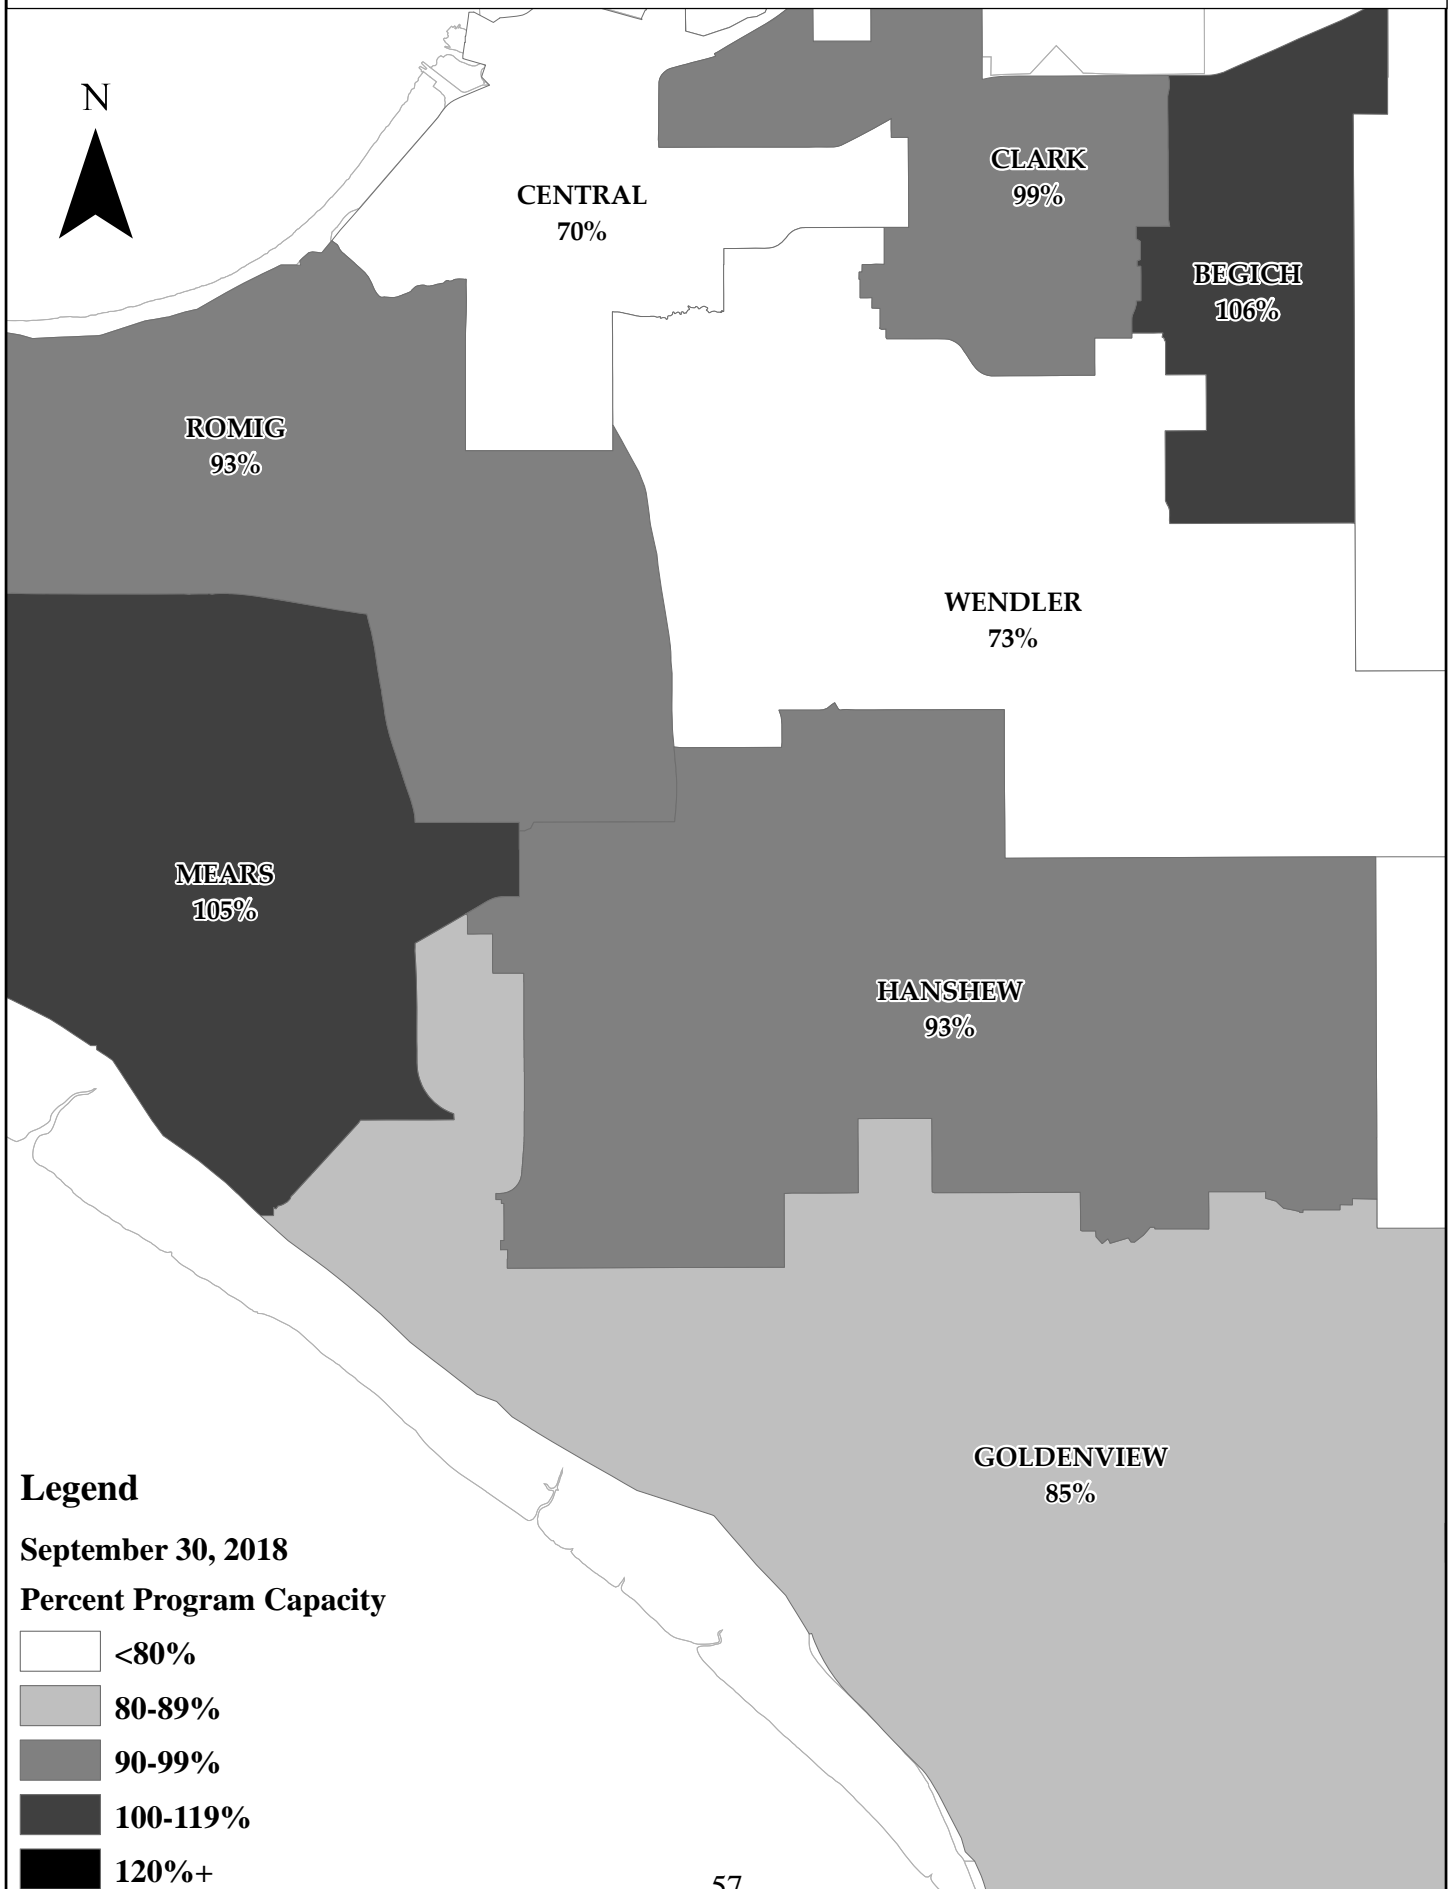 N
CENTRAL
70%
CLARK
99%
BEGICH
106%
ROMIG
93%
WENDLER
73%
MEARS
105%
HANSHEW
93%
GOLDENVIEW
85%
Legend
September 30, 2018
Percent Program Capacity
<80%
80-89%
90-99%
100-119%
120%+
57